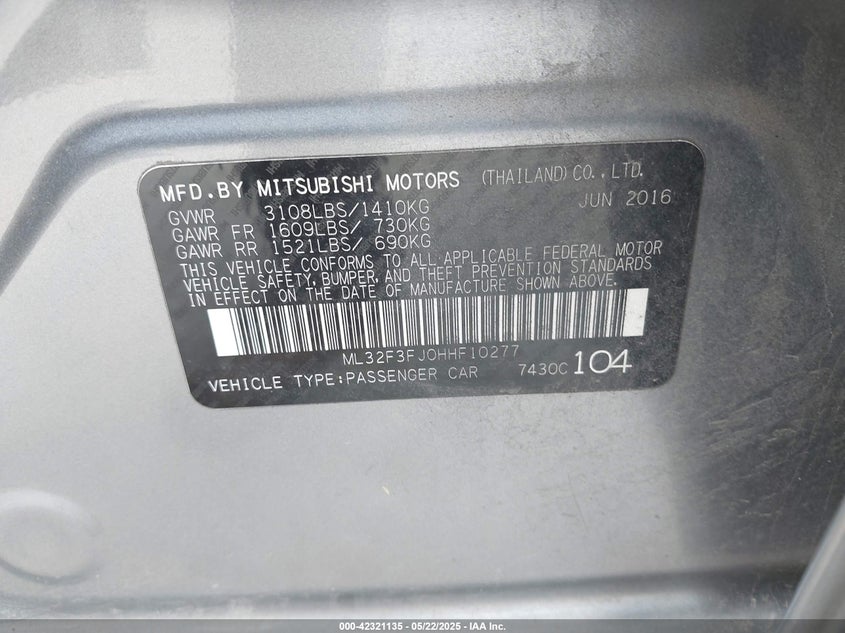 MFD.BY MITSUBISHI MOTORS (THAILAND) CO., LTD.
GVWR 3108LBS/1410KG JUN 2016
GAWR FR 1609LBS/ 730KG
GAWR RR 1521LBS/ 690KG
THIS VEHICLE CONFORMS TO ALL APPLICABLE FEDERAL MOTOR
VEHICLE SAFETY, BUMPER, AND THEFT PREVENTION STANDARDS
IN EFFECT ON THE DATE OF MANUFACTURE SHOWN ABOVE.
ML32F3FJ0HHF10277
VEHICLE TYPE:PASSENGER CAR 7430C 104
000-42321135 - 05/22/2025 - IAA Inc.